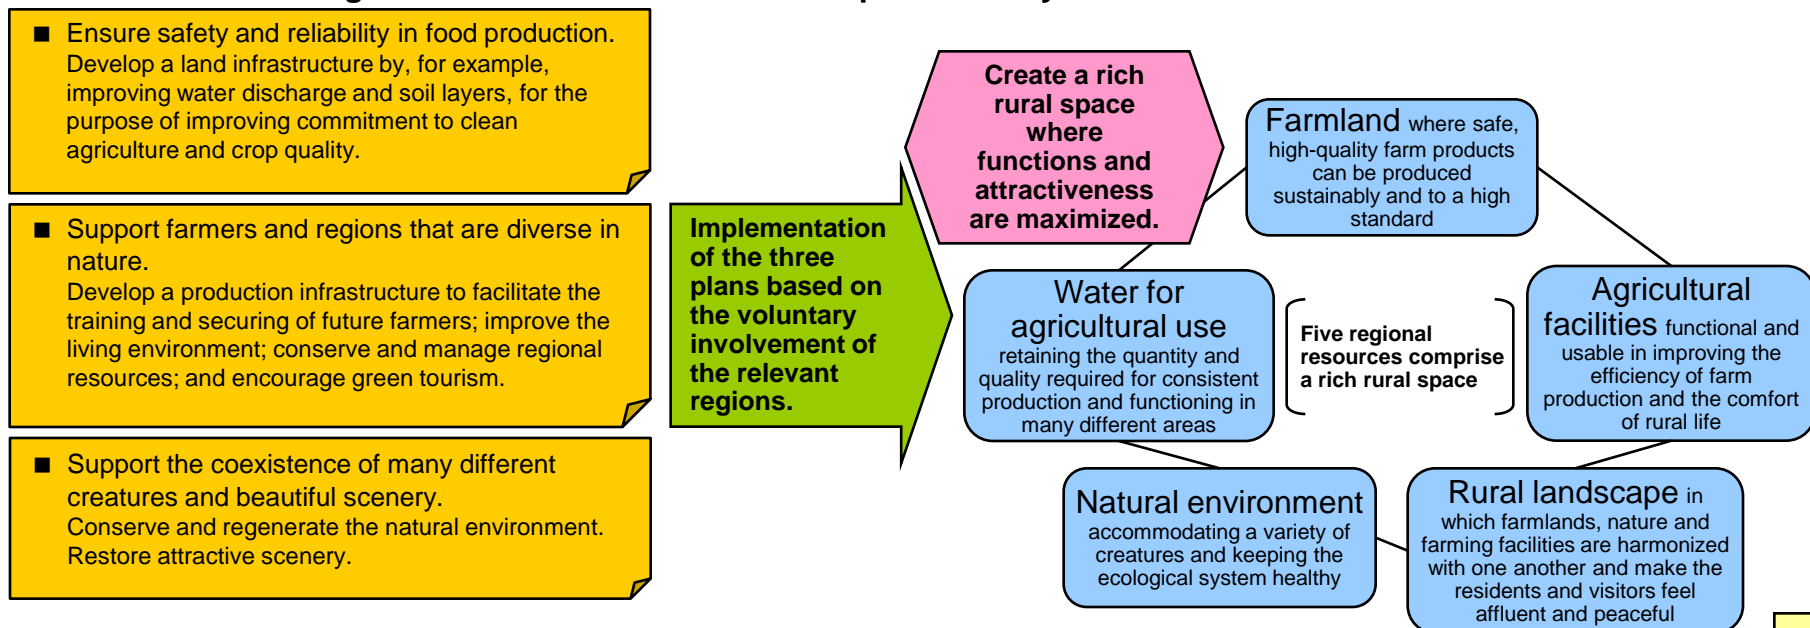 ■ Ensure safety and reliability in food production.
Develop a land infrastructure by, for example,
improving water discharge and soil layers, for the
purpose of improving commitment to clean
agriculture and crop quality.
■ Support farmers and regions that are diverse in
nature.
Develop a production infrastructure to facilitate the
training and securing of future farmers; improve the
living environment; conserve and manage regional
resources; and encourage green tourism.
■ Support the coexistence of many different
creatures and beautiful scenery.
Conserve and regenerate the natural environment.
Restore attractive scenery.
Implementation
of the three
plans based on
the voluntary
involvement of
the relevant
regions.
Create a rich
rural space
where
functions and
attractiveness
are maximized.
Farmland where safe,
high-quality farm products
can be produced
sustainably and to a high
standard
Water for
agricultural use
retaining the quantity and
quality required for consistent
production and functioning in
many different areas
Five regional
resources comprise
a rich rural space
Agricultural
facilities functional and
usable in improving the
efficiency of farm
production and the comfort
of rural life
Natural environment
accommodating a variety of
creatures and keeping the
ecological system healthy
Rural landscape in
which farmlands, nature and
farming facilities are harmonized
with one another and make the
residents and visitors feel
affluent and peaceful